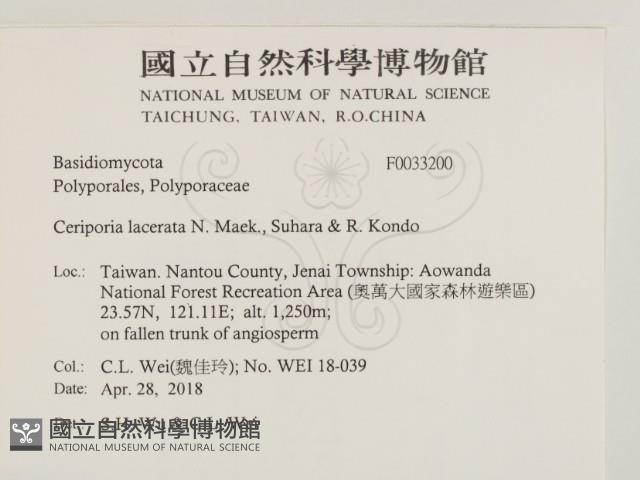 國立自然科學博物館
NATIONAL MUSEUM OF NATURAL SCIENCE
TAICHUNG, TAIWAN, R.O.CHINA
Basidiomycota F0033200
Polyporales, Polyporaceae
Ceriporia lacerata N. Maek., Suhara & R. Kondo
Loc.: Taiwan. Nantou County, Jenai Township: Aowanda
National Forest Recreation Area (奧萬大國家森林遊樂區)
23.57N, 121.11E; alt. 1,250m;
on fallen trunk of angiosperm
Col.: C.L. Wei(魏佳玲); No. WEI 18-039
Date: Apr. 28, 2018
國立自然科學博物館
NATIONAL MUSEUM OF NATURAL SCIENCE